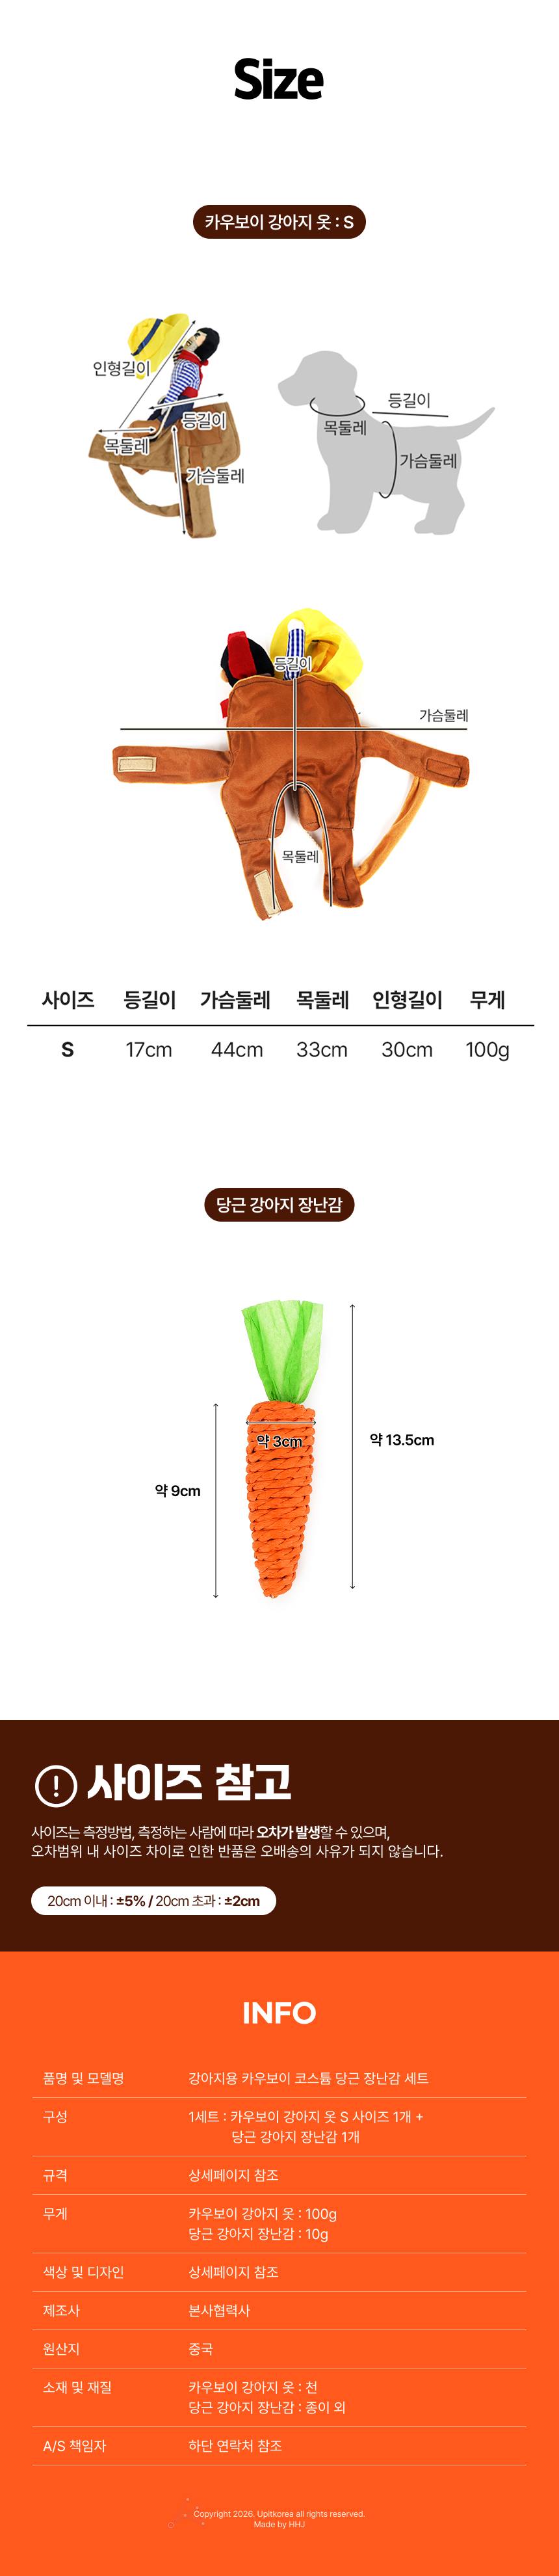 Size
카우보이 강아지 옷 : S
인형길이
등길이
목둘레
가슴둘레
등길이
목둘레
가슴둘레
등길이
가슴둘레
목둘레
사이즈 등길이 가슴둘레 목둘레 인형길이 무게
S 17cm 44cm 33cm 30cm 100g
당근 강아지 장난감
약 3cm
약 13.5cm
약 9cm
사이즈 참고
사이즈는 측정방법, 측정하는 사람에 따라 오차가 발생할 수 있으며,
오차범위 내 사이즈 차이로 인한 반품은 오배송의 사유가 되지 않습니다.
20cm 이내 : ±5% / 20cm 초과 : ±2cm
INFO
품명 및 모델명 강아지용 카우보이 코스튬 당근 장난감 세트
구성 1세트 : 카우보이 강아지 옷 S 사이즈 1개 +
당근 강아지 장난감 1개
규격 상세페이지 참조
무게 카우보이 강아지 옷 : 100g
당근 강아지 장난감 : 10g
색상 및 디자인 상세페이지 참조
제조사 본사협력사
원산지 중국
소재 및 재질 카우보이 강아지 옷 : 천
당근 강아지 장난감 : 종이 외
A/S 책임자 하단 연락처 참조
Copyright 2026. Upitkorea all rights reserved.
Made by HHJ